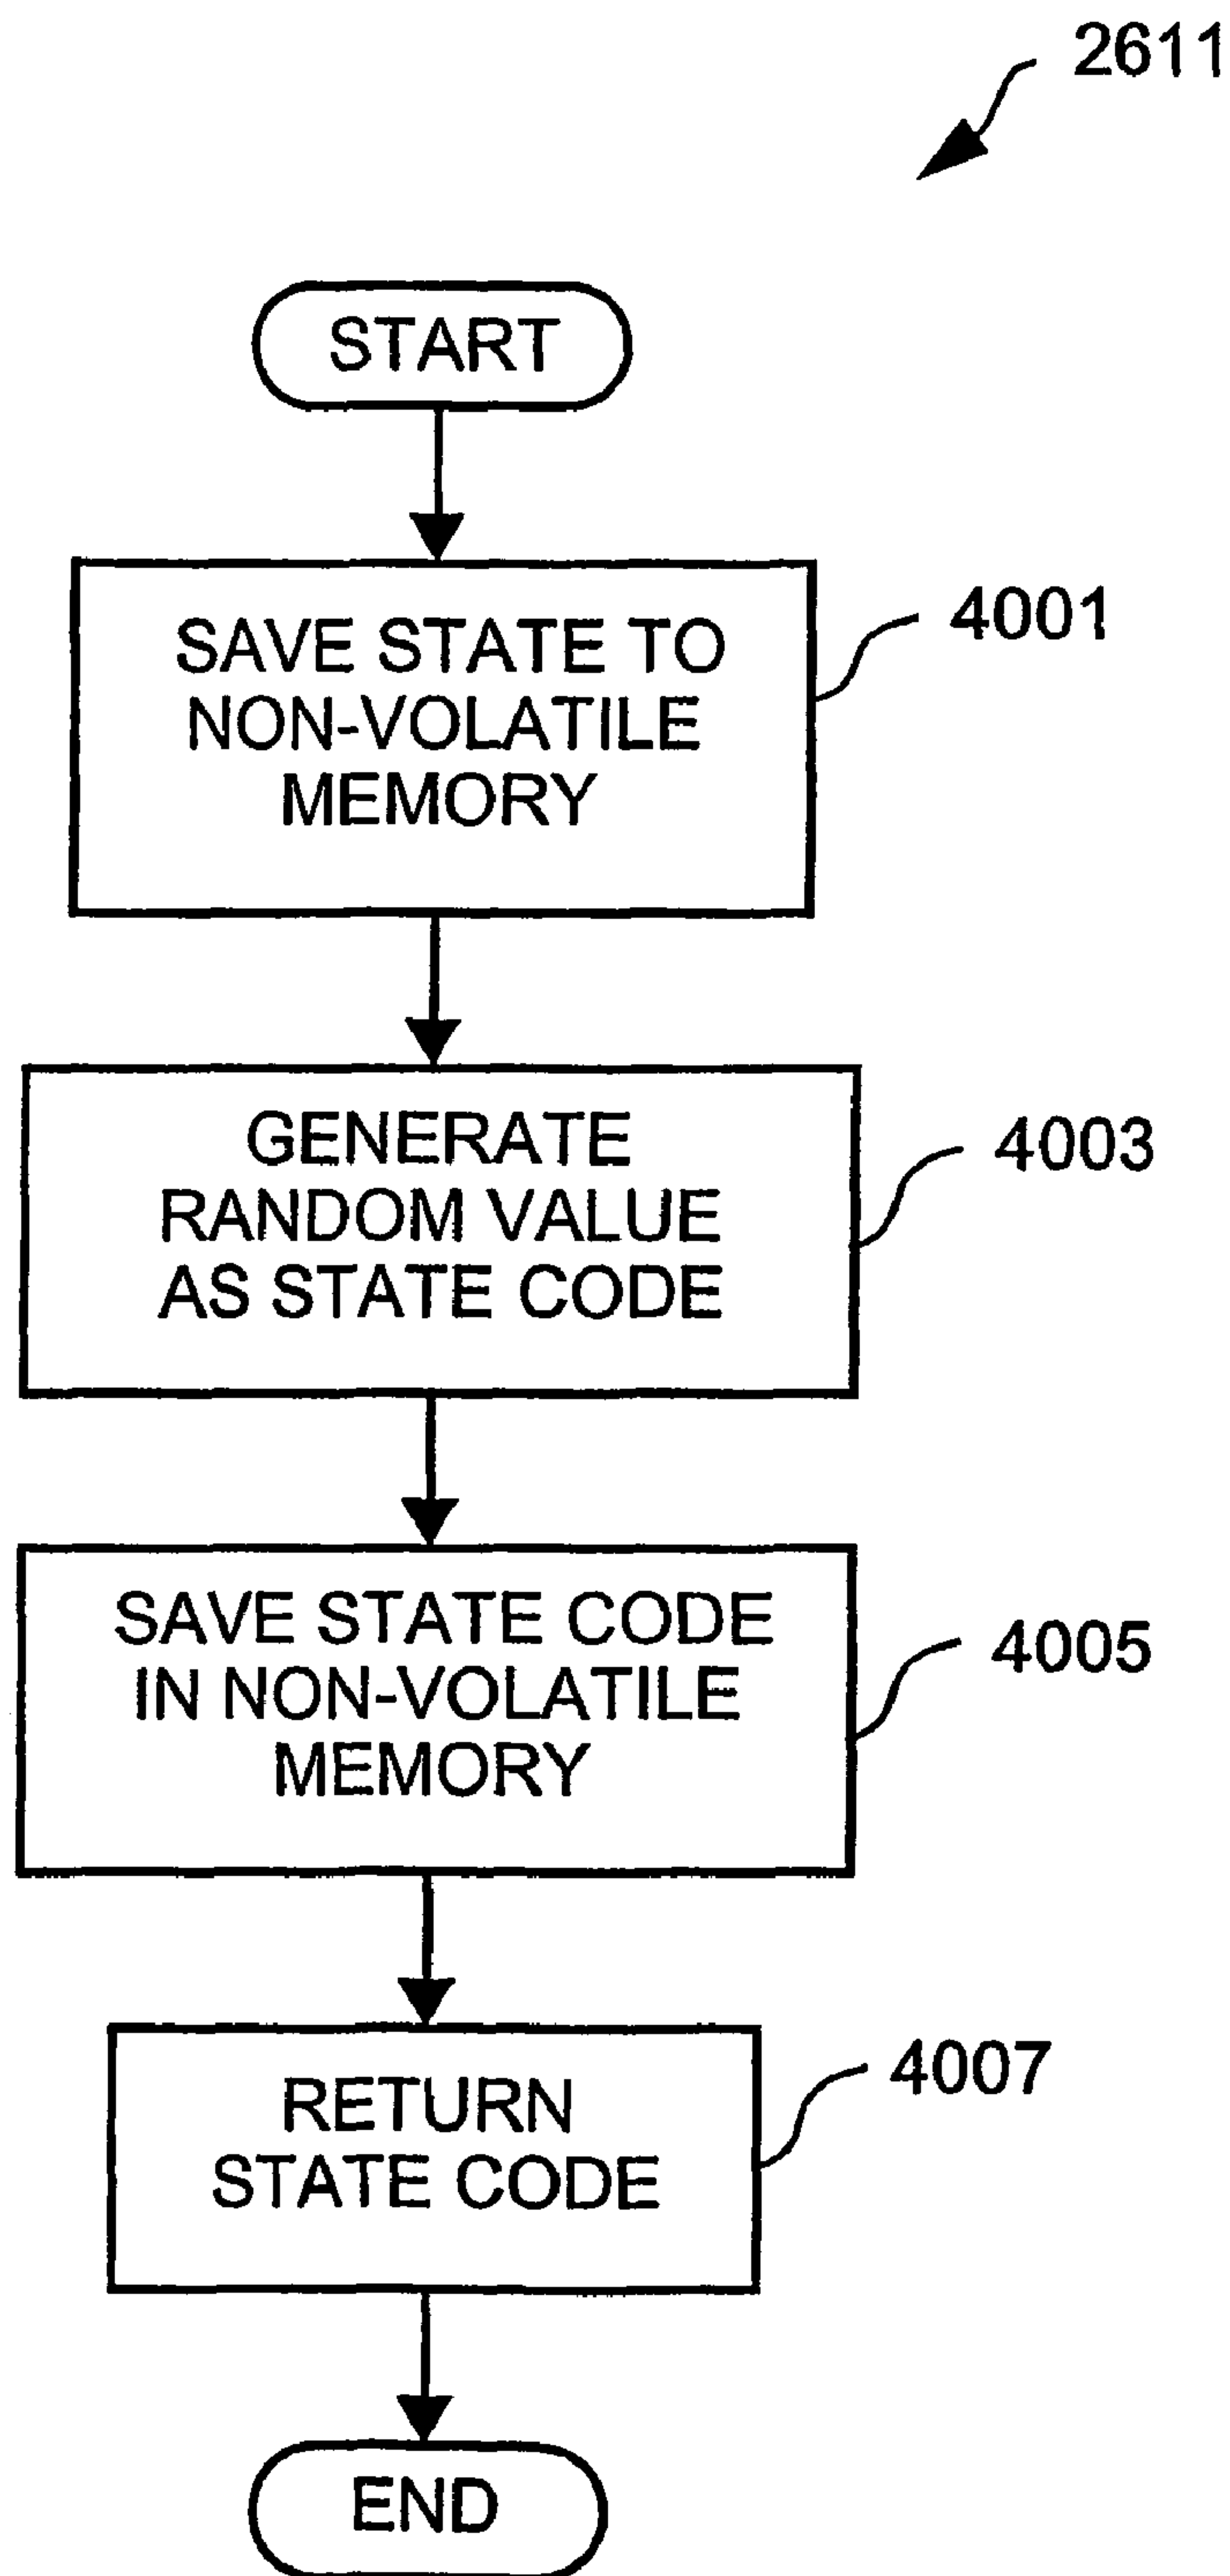 2611
START
SAVE STATE TO
NON-VOLATILE
MEMORY
4001
GENERATE
RANDOM VALUE
AS STATE CODE
4003
SAVE STATE CODE
IN NON-VOLATILE
MEMORY
4005
RETURN
STATE CODE
4007
END